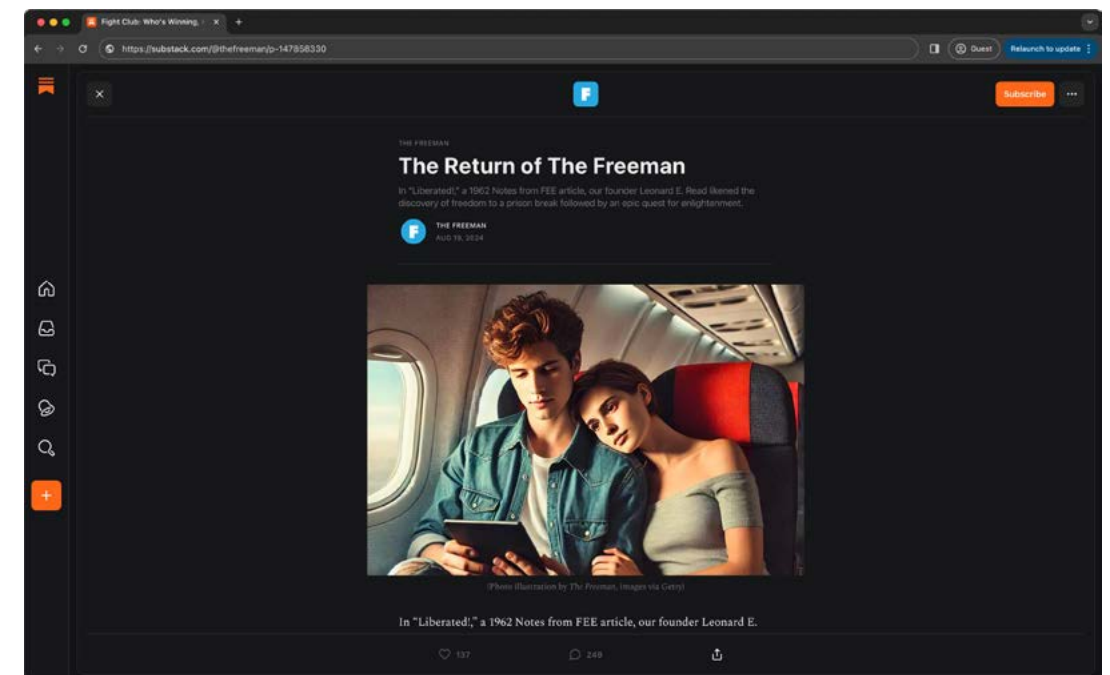 Fight Club: Who's Winning,
https://substack.com/@thefreeman/p-147858330
Guest
Relaunch to update
F
Subscribe
THE FREEMAN
The Return of The Freeman
In "Liberated!," a 1962 Notes from FEE article, our founder Leonard E. Read likened the
discovery of freedom to a prison break followed by an epic quest for enlightenment.
F
THE FREEMAN
AUG 19, 2024
(Photo illustration by The Freeman, images via Getty)
In “Liberated!,” a 1962 Notes from FEE article, our founder Leonard E.
137
249